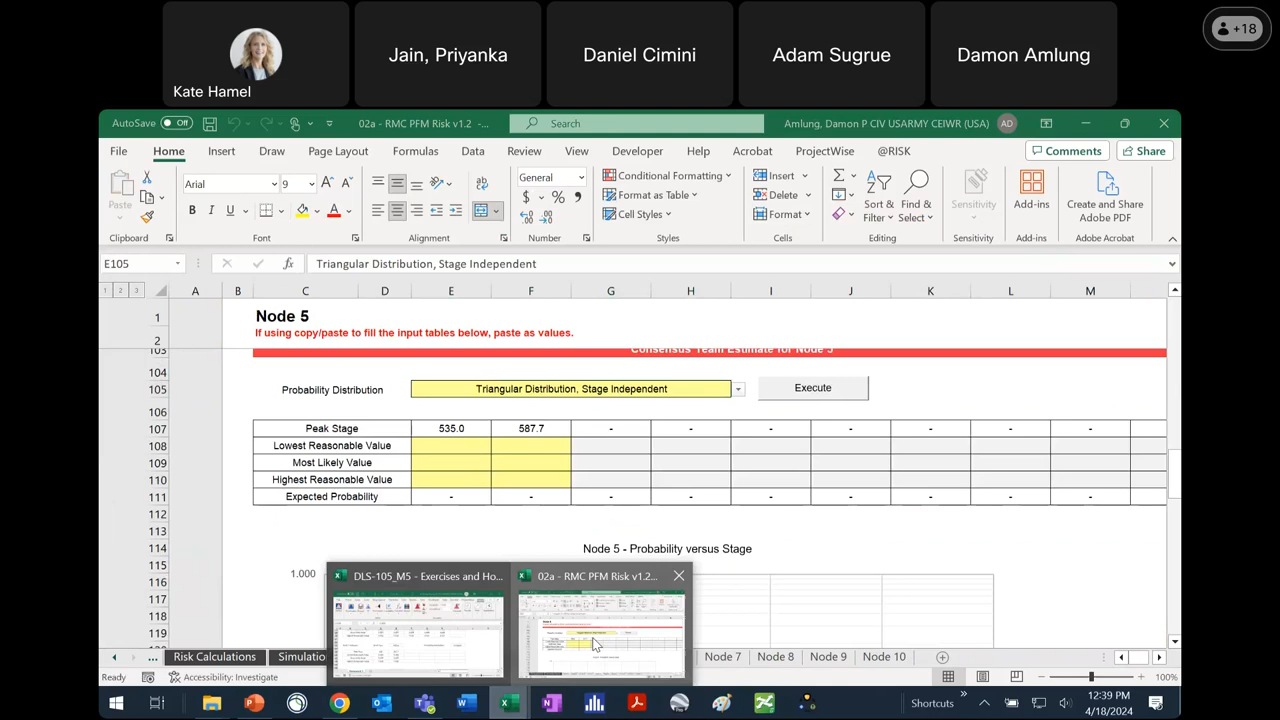 Kate Hamel
Jain, Priyanka
Daniel Cimini
Adam Sugrue
Damon Amlung
+18
AutoSave Off
02a - RMC PFM Risk v1.2 -...
Search
Amlung, Damon P CIV USARMY CEIWR (USA)
AD
File Home Insert Draw Page Layout Formulas Data Review View Developer Help Acrobat ProjectWise @RISK
Comments Share
Paste
Arial 9
B I U
General
$ %
Conditional Formatting
Format as Table
Cell Styles
Insert
Delete
Format
Sort & Filter
Find & Select
Sensitivity
Add-ins
Create and Share Adobe PDF
Clipboard Font Alignment Number Styles Cells Editing Sensitivity Add-ins Adobe Acrobat
E105 fx Triangular Distribution, Stage Independent
1 2 3 A B C D E F G H I J K L M
1 Node 5
2 If using copy/paste to fill the input tables below, paste as values.
103 Consensus Team Estimate for Node 5
104
105 Probability Distribution Triangular Distribution, Stage Independent Execute
106
107 Peak Stage 535.0 587.7 - - - - - - -
108 Lowest Reasonable Value
109 Most Likely Value
110 Highest Reasonable Value
111 Expected Probability - - - - - - - - -
112
113
114 Node 5 - Probability versus Stage
115
116 1.000
117
118
119
DLS-105_M5 - Exercises and Ho...
02a - RMC PFM Risk v1.2...
... Risk Calculations Simulatio Node 7 Node 9 Node 10
Ready Accessibility: Investigate 100%
Shortcuts
12:39 PM
4/18/2024